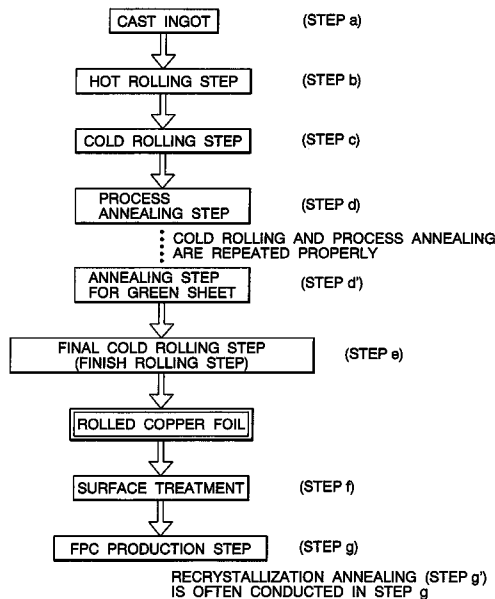 CAST INGOT (STEP a)
HOT ROLLING STEP (STEP b)
COLD ROLLING STEP (STEP c)
PROCESS
ANNEALING STEP (STEP d)
COLD ROLLING AND PROCESS ANNEALING
ARE REPEATED PROPERLY
ANNEALING STEP
FOR GREEN SHEET (STEP d')
FINAL COLD ROLLING STEP
(FINISH ROLLING STEP) (STEP e)
ROLLED COPPER FOIL
SURFACE TREATMENT (STEP f)
FPC PRODUCTION STEP (STEP g)
RECRYSTALLIZATION ANNEALING (STEP g')
IS OFTEN CONDUCTED IN STEP g